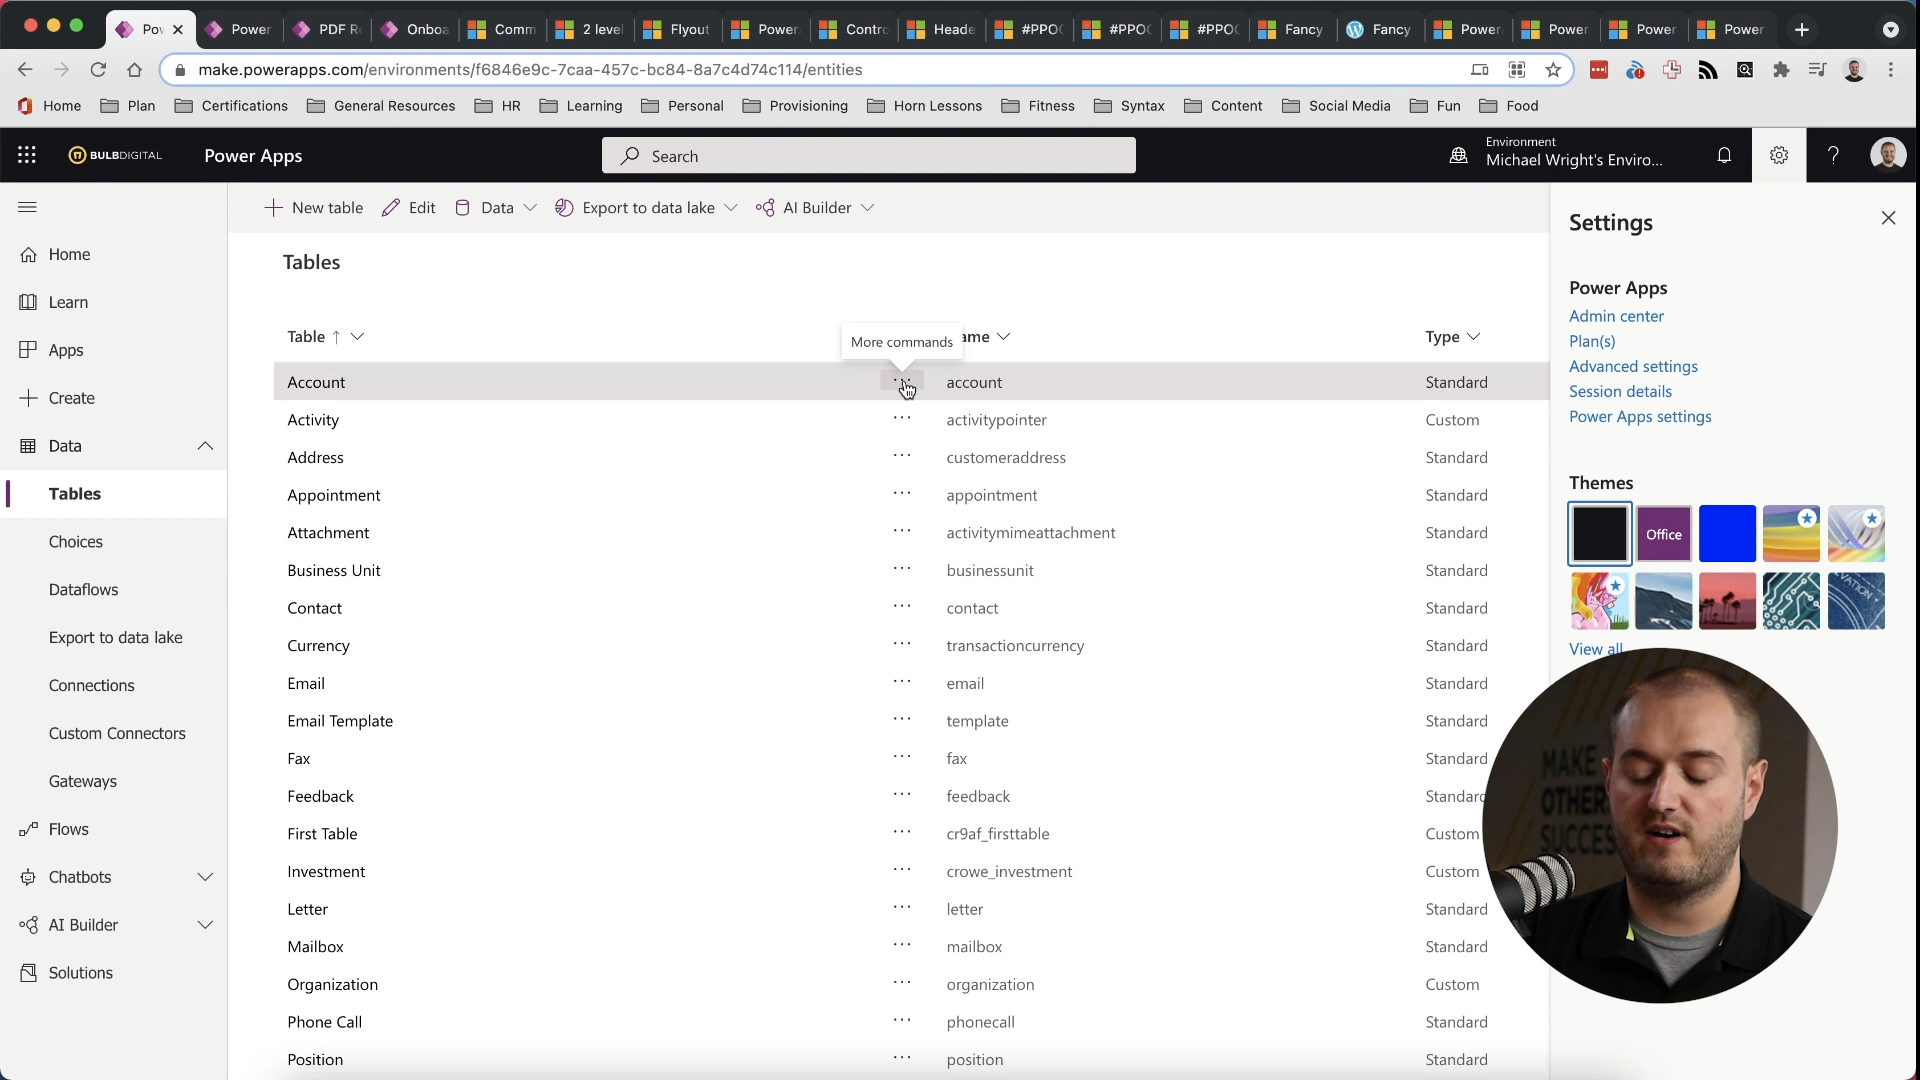 Pov
Power
PDF R
Onboa
Comm
2 level
Flyout
Power
Contro
Heade
#PPOC
#PPOC
#PPOC
Fancy
Fancy
Power
Power
Power
Power
make.powerapps.com/environments/f6846e9c-7caa-457c-bc84-8a7c4d74c114/entities
Home
Plan
Certifications
General Resources
HR
Learning
Personal
Provisioning
Horn Lessons
Fitness
Syntax
Content
Social Media
Fun
Food
BULBDIGITAL
Power Apps
Search
Environment
Michael Wright's Enviro...
New table
Edit
Data
Export to data lake
AI Builder
Home
Learn
Apps
Create
Data
Tables
Choices
Dataflows
Export to data lake
Connections
Custom Connectors
Gateways
Flows
Chatbots
AI Builder
Solutions
Tables
Table ↑ ame Type
More commands
Account ... account Standard
Activity ... activitypointer Custom
Address ... customeraddress Standard
Appointment ... appointment Standard
Attachment ... activitymimeattachment Standard
Business Unit ... businessunit Standard
Contact ... contact Standard
Currency ... transactioncurrency Standard
Email ... email Standard
Email Template ... template Standard
Fax ... fax Standard
Feedback ... feedback Standard
First Table ... cr9af_firsttable Custom
Investment ... crowe_investment Custom
Letter ... letter Standard
Mailbox ... mailbox Standard
Organization ... organization Custom
Phone Call ... phonecall Standard
Position ... position Standard
Settings
Power Apps
Admin center
Plan(s)
Advanced settings
Session details
Power Apps settings
Themes
Office
View all
MAKE
OTHER
SUCCES